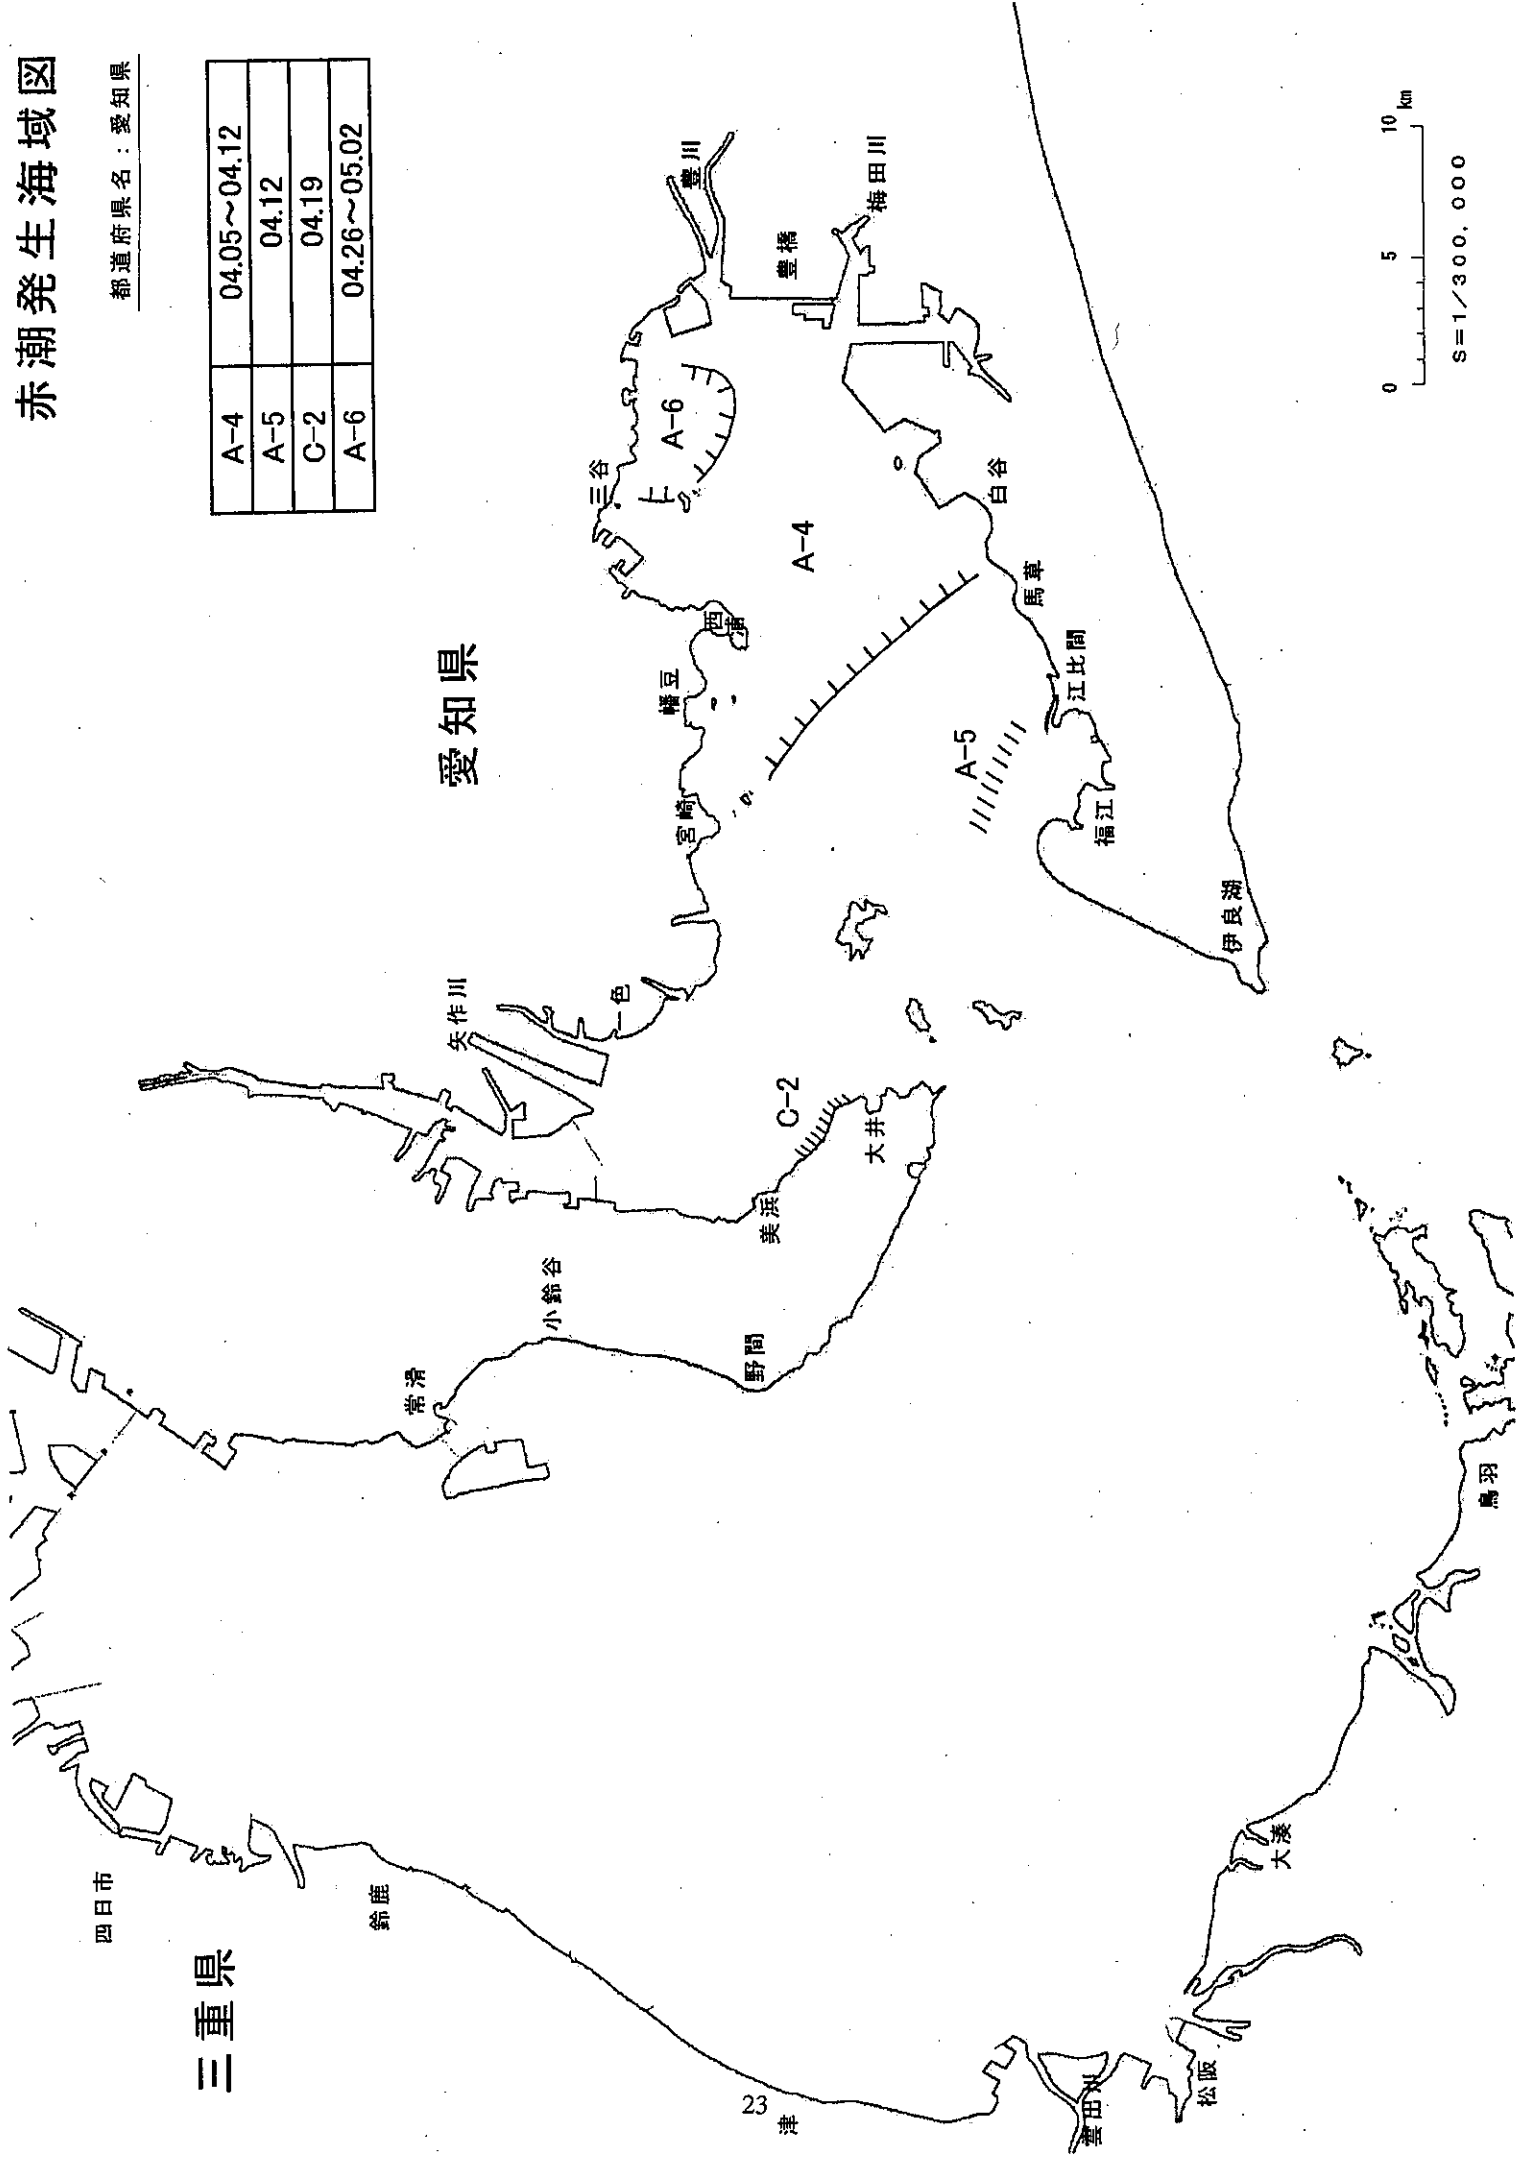 赤潮発生海域図
都道府県名：愛知県
A-4 04.05～04.12
A-5 04.12
C-2 04.19
A-6 04.26～05.02
三重県
愛知県
四日市
鈴鹿
津
雲出川
松阪
大湊
鳥羽
常滑
小鈴谷
野間
美浜
大井
C-2
矢作川
一色
宮崎
幡豆
西浦
三谷
A-6
豊川
豊橋
梅田川
A-4
白谷
馬草
江比間
A-5
福江
伊良湖
0 5 10 km
S=1/300,000
23